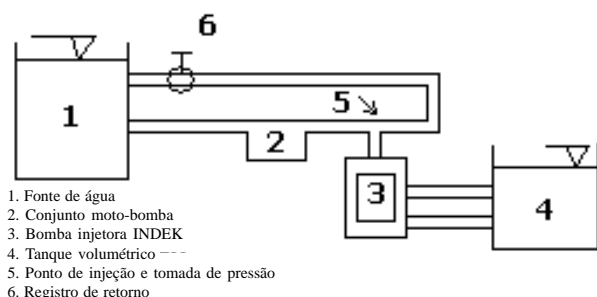 6
5
1
2
3
4
1. Fonte de água
2. Conjunto moto-bomba
3. Bomba injetora INDEK
4. Tanque volumétrico
5. Ponto de injeção e tomada de pressão
6. Registro de retorno